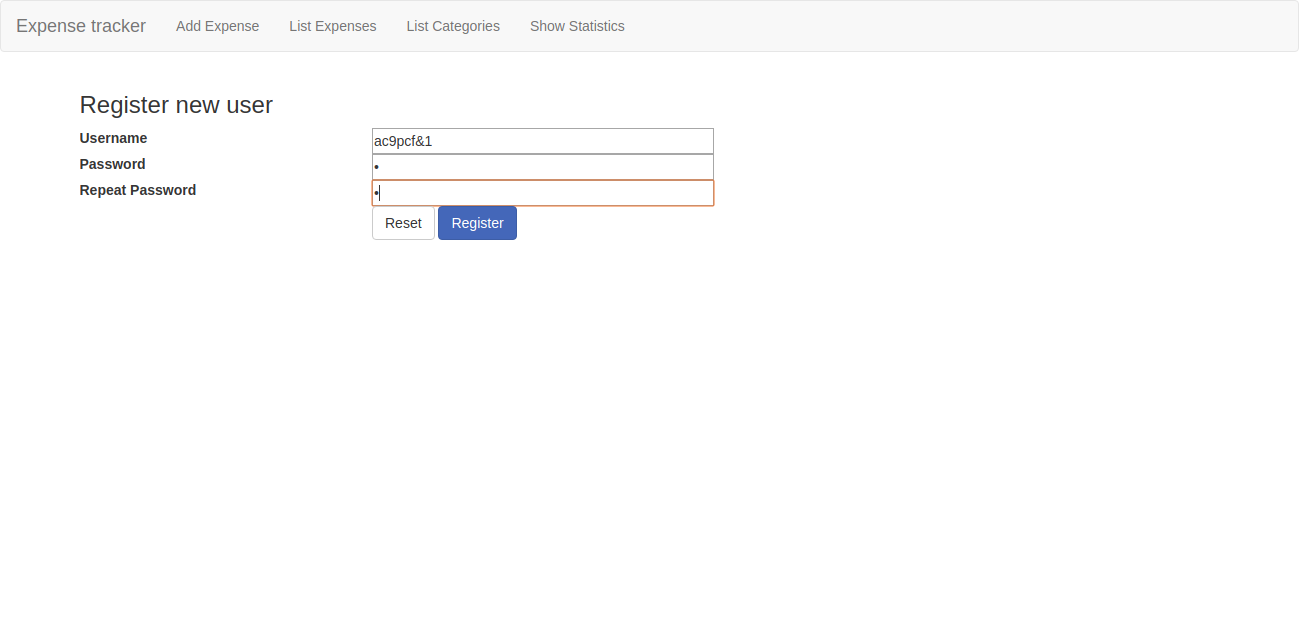 Expense tracker Add Expense List Expenses List Categories Show Statistics
Register new user
Username ac9pcf&1
Password •
Repeat Password •
Reset Register